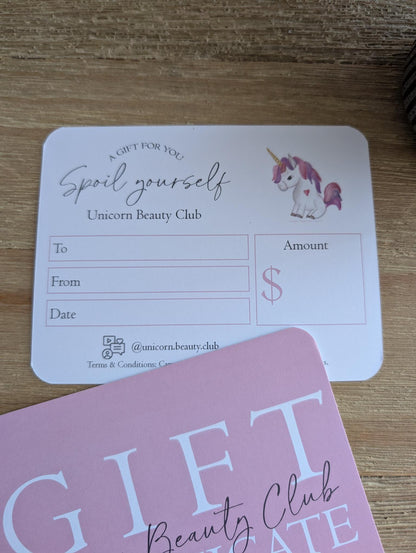 A GIFT FOR YOU
Spoil yourself
Unicorn Beauty Club
To
Amount
From
$
Date
@unicorn.beauty.club
Terms & Conditions:
GIFT
Beauty Club